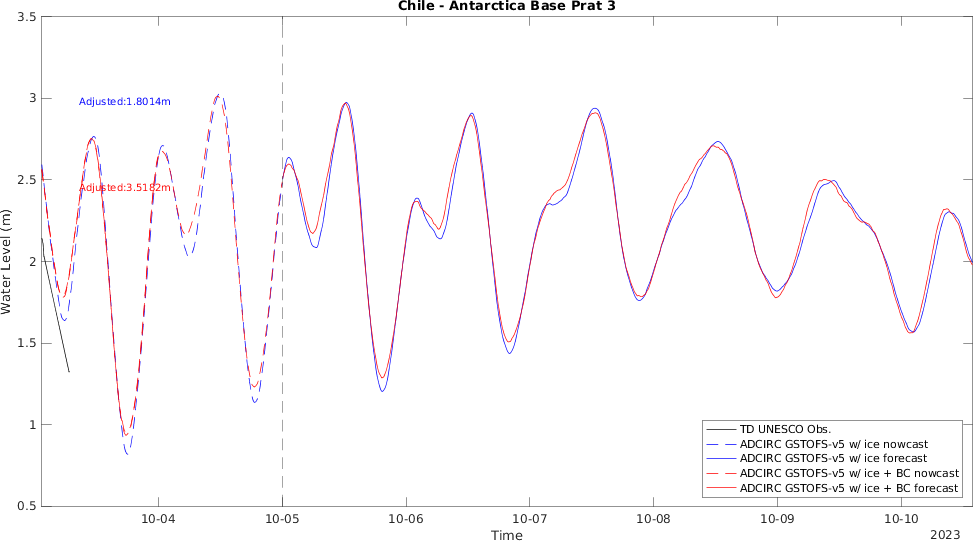 Chile - Antarctica Base Prat 3
3.5
3
2.5
2
1.5
1
0.5
Water Level (m)
Adjusted:1.8014m
Adjusted:3.5182m
TD UNESCO Obs.
ADCIRC GSTOFS-v5 w/ ice nowcast
ADCIRC GSTOFS-v5 w/ ice forecast
ADCIRC GSTOFS-v5 w/ ice + BC nowcast
ADCIRC GSTOFS-v5 w/ ice + BC forecast
10-04 10-05 10-06 10-07 10-08 10-09 10-10
Time
2023